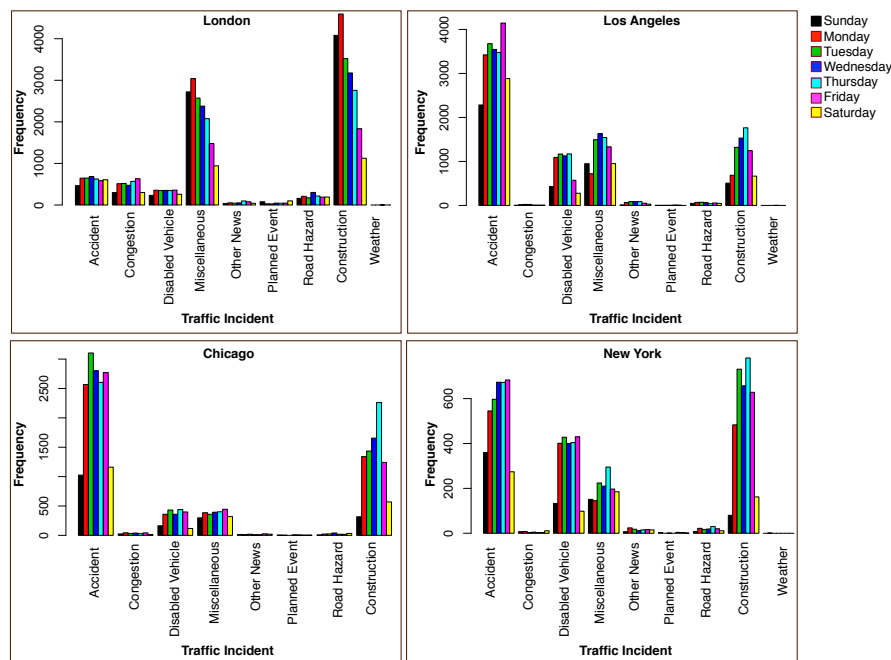 London
Frequency
0
1000
2000
3000
4000
Accident
Congestion
Disabled Vehicle
Miscellaneous
Other News
Planned Event
Road Hazard
Construction
Weather
Traffic Incident
Los Angeles
Frequency
0
1000
2000
3000
4000
Accident
Congestion
Disabled Vehicle
Miscellaneous
Other News
Planned Event
Road Hazard
Construction
Weather
Traffic Incident
Sunday
Monday
Tuesday
Wednesday
Thursday
Friday
Saturday
Chicago
Frequency
0
500
1500
2500
Accident
Congestion
Disabled Vehicle
Miscellaneous
Other News
Planned Event
Road Hazard
Construction
Traffic Incident
New York
Frequency
0
200
400
600
Accident
Congestion
Disabled Vehicle
Miscellaneous
Other News
Planned Event
Road Hazard
Construction
Weather
Traffic Incident